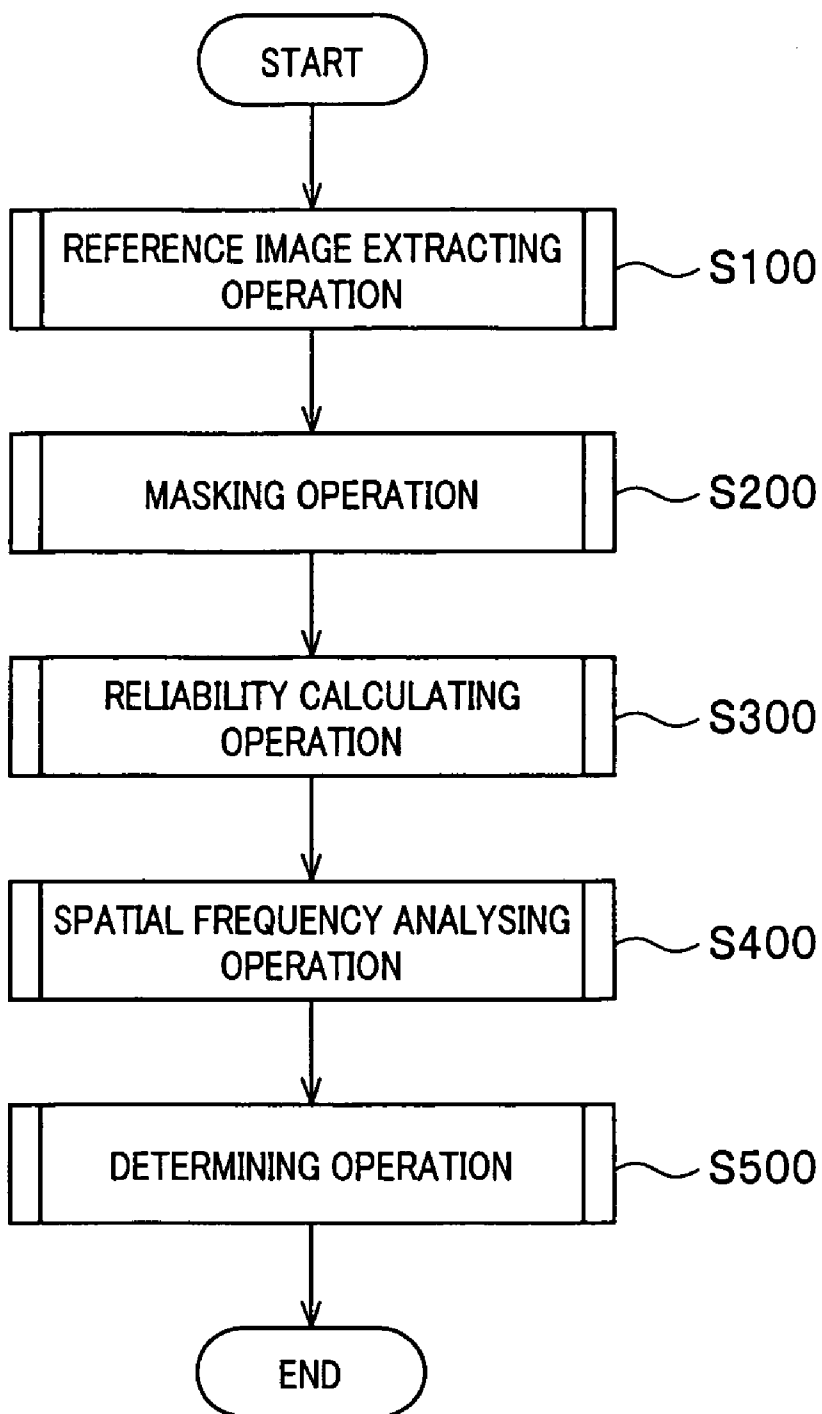 START
REFERENCE IMAGE EXTRACTING
OPERATION
S100
MASKING OPERATION
S200
RELIABILITY CALCULATING
OPERATION
S300
SPATIAL FREQUENCY ANALYSING
OPERATION
S400
DETERMINING OPERATION
S500
END